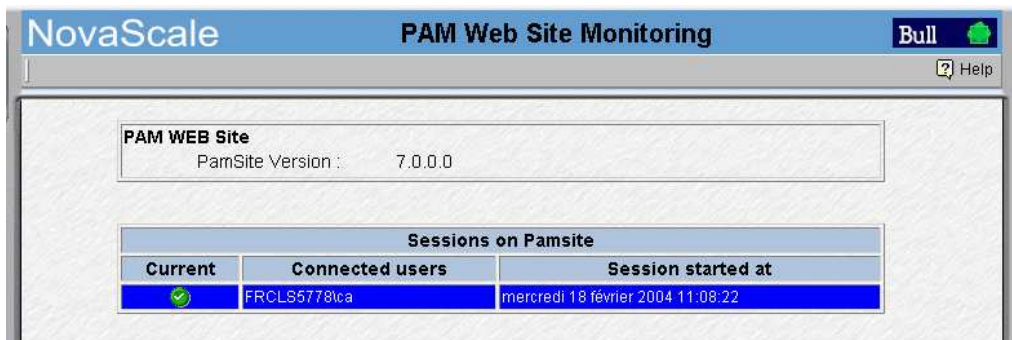 NovaScale PAM Web Site Monitoring Bull
Help
PAM WEB Site
PamSite Version : 7.0.0.0
Sessions on Pamsite
Current Connected users Session started at
FRCLS5778\ca mercredi 18 février 2004 11:08:22